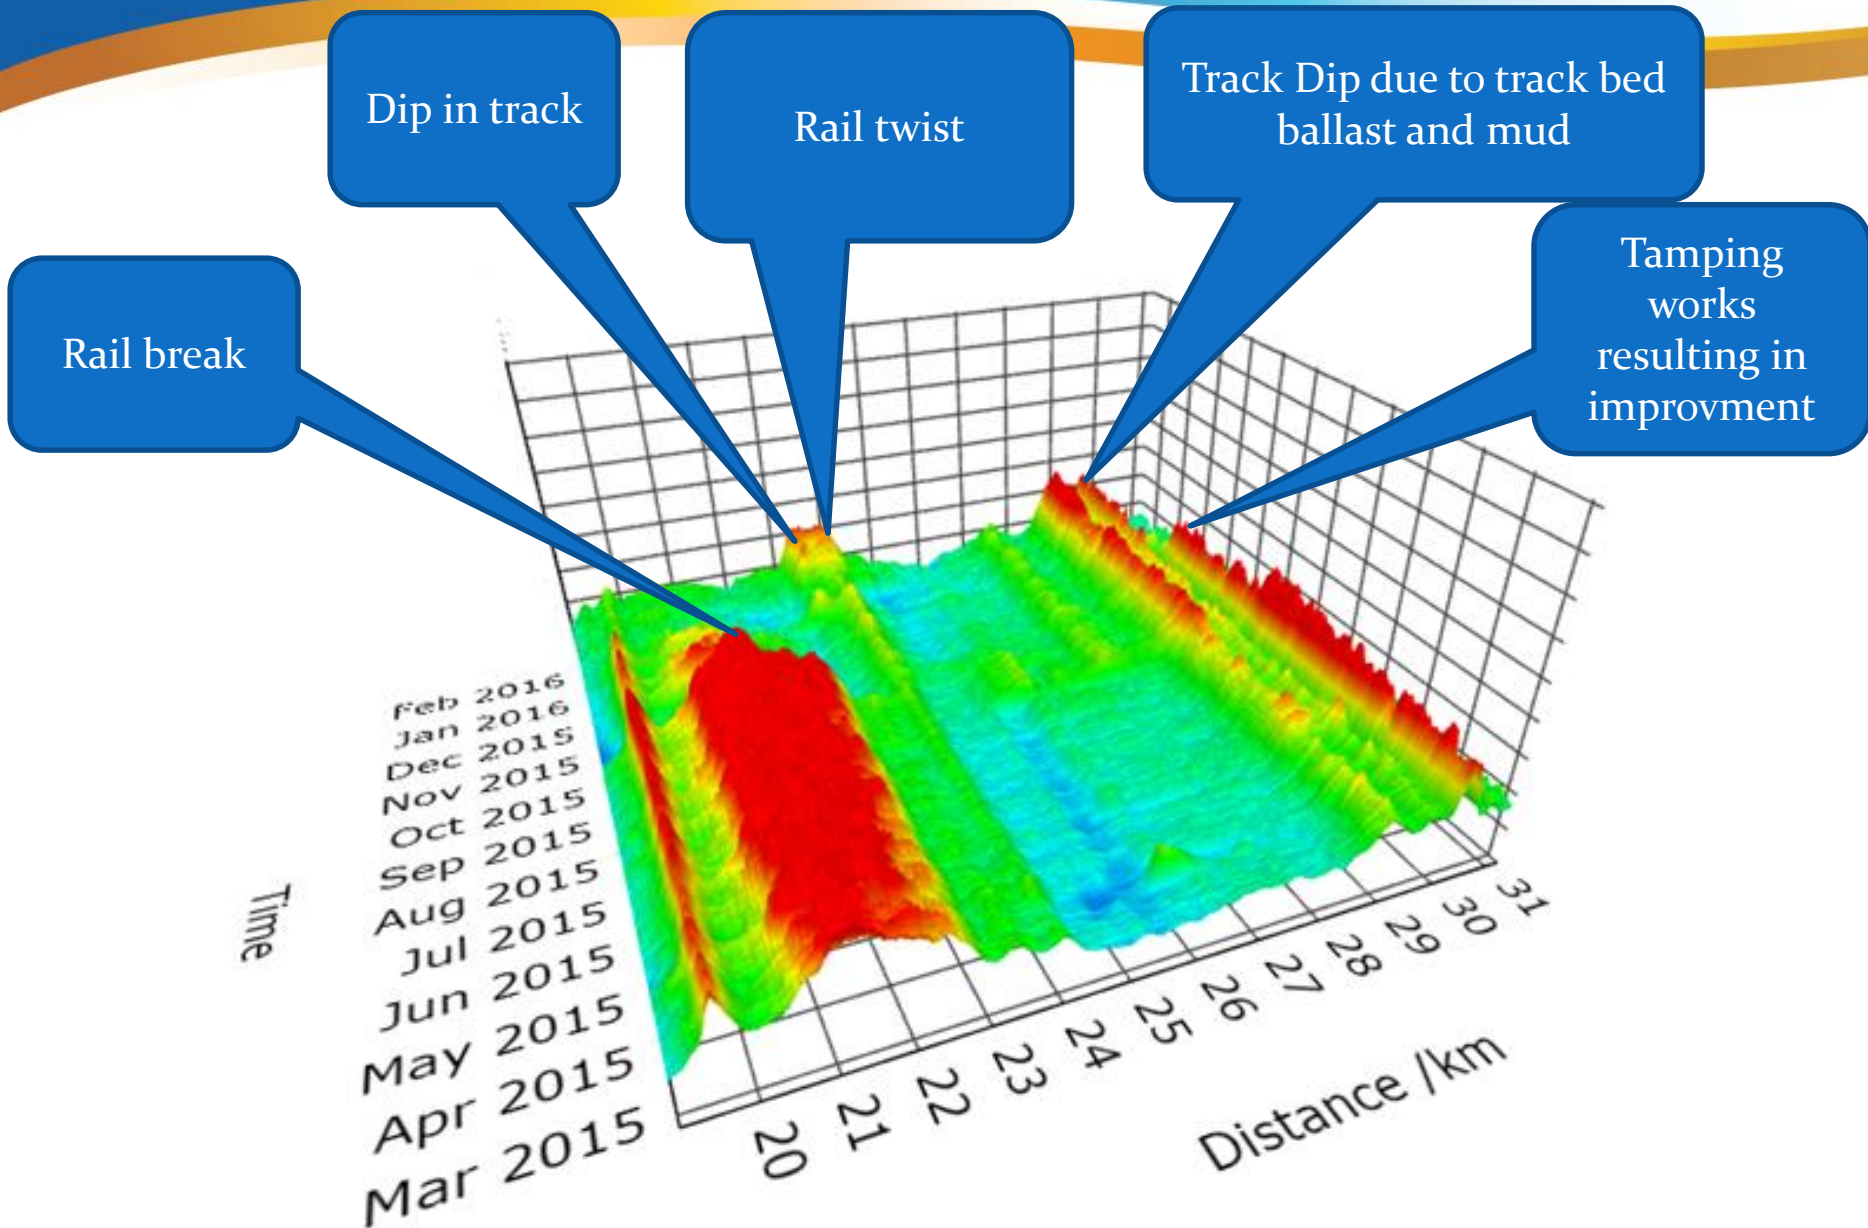 Dip in track
Rail twist
Track Dip due to track bed
ballast and mud
Rail break
Tamping
works
resulting in
improvment
Feb 2016
Jan 2016
Dec 2015
Nov 2015
Oct 2015
Sep 2015
Aug 2015
Jul 2015
Jun 2015
May 2015
Apr 2015
Mar 2015
Time
20
21
22
23
24
25
26
27
28
29
30
31
Distance /km